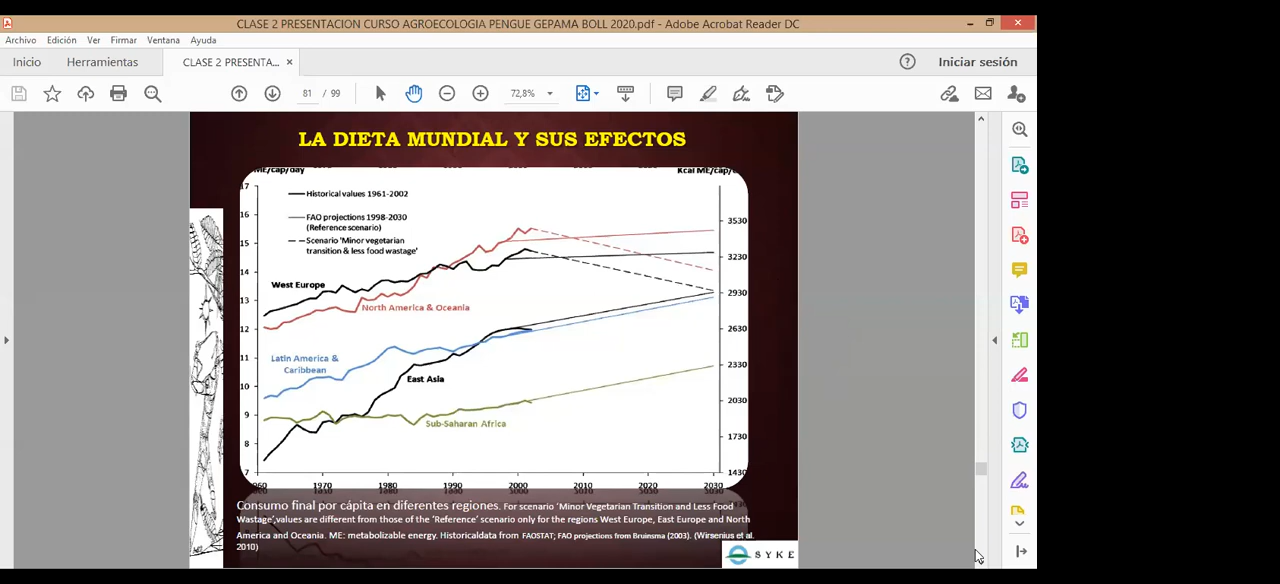 CLASE 2 PRESENTACION CURSO AGROECOLOGIA PENGUE GEPAMA BOLL 2020.pdf - Adobe Acrobat Reader DC
Archivo Edición Ver Firmar Ventana Ayuda
Inicio Herramientas CLASE 2 PRESENTA... × Iniciar sesión
81 / 99 72,8%
LA DIETA MUNDIAL Y SUS EFECTOS
ME/cap/day Kcal ME/cap/
17
16
15
14
13
12
11
10
9
8
7
Historical values 1961-2002
FAO projections 1998-2030
(Reference scenario)
Scenario 'Minor vegetarian
transition & less food wastage'
West Europe
North America & Oceania
Latin America &
Caribbean
East Asia
Sub-Saharan Africa
3530
3230
2930
2630
2330
2030
1730
1430
1960 1970 1980 1990 2000 2010 2020 2030
Consumo final por cápita en diferentes regiones. For scenario 'Minor Vegetarian Transition and Less Food
Wastage',values are different from those of the 'Reference' scenario only for the regions West Europe, East Europe and North
America and Oceania. ME: metabolizable energy. Historicaldata from FAOSTAT; FAO projections from Bruinsma (2003). (Wirsenius et al.
2010)
SYKE